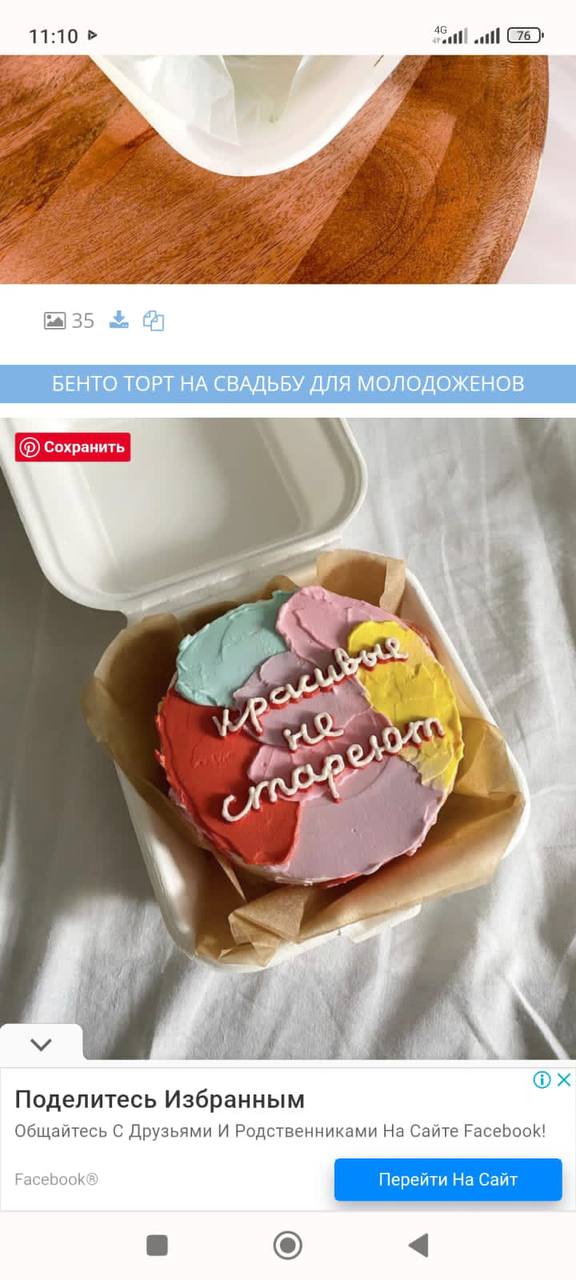 11:10
4G
76
35
БЕНТО ТОРТ НА СВАДЬБУ ДЛЯ МОЛОДОЖЕНОВ
Сохранить
красивые
не
стареют
Поделитесь Избранным
Общайтесь С Друзьями И Родственниками На Сайте Facebook!
Facebook®
Перейти На Сайт